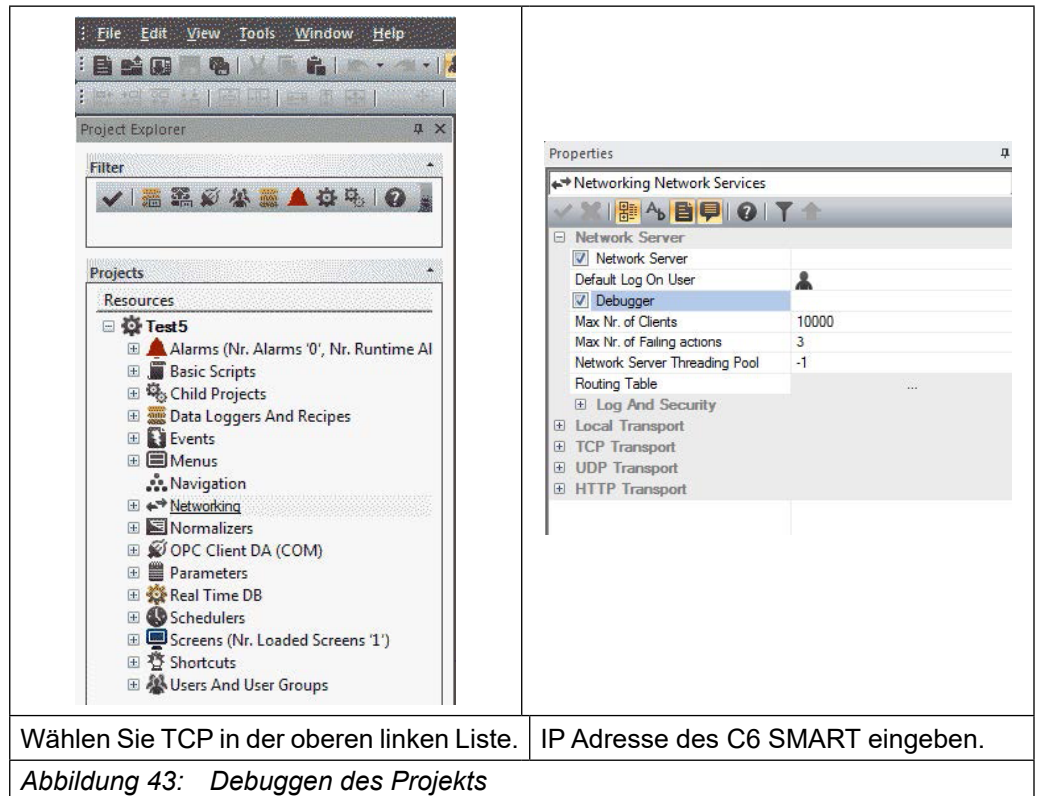 File Edit View Tools Window Help
Project Explorer
Filter
Projects
Resources
Test5
Alarms (Nr. Alarms '0', Nr. Runtime Al
Basic Scripts
Child Projects
Data Loggers And Recipes
Events
Menus
Navigation
Networking
Normalizers
OPC Client DA (COM)
Parameters
Real Time DB
Schedulers
Screens (Nr. Loaded Screens '1')
Shortcuts
Users And User Groups
Properties
Networking Network Services
Network Server
Network Server
Default Log On User
Debugger
Max Nr. of Clients 10000
Max Nr. of Failing actions 3
Network Server Threading Pool -1
Routing Table ...
Log And Security
Local Transport
TCP Transport
UDP Transport
HTTP Transport
Wählen Sie TCP in der oberen linken Liste.
IP Adresse des C6 SMART eingeben.
Abbildung 43: Debuggen des Projekts